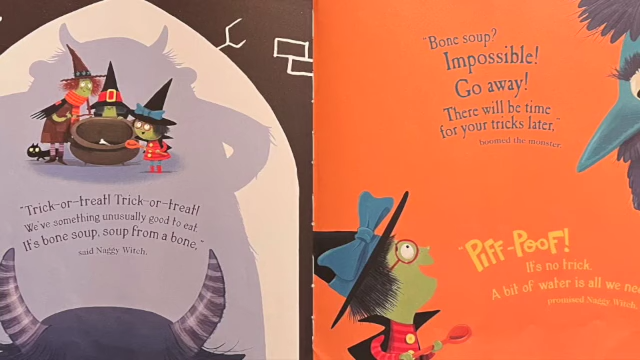 "Trick-or-treat! Trick-or-treat!
We've something unusually good to eat.
It's bone soup, soup from a bone,"
said Naggy Witch.
"Bone soup?
Impossible!
Go away!
There will be time
for your tricks later,"
boomed the monster.
"PIFF-POOF!
It's no trick.
A bit of water is all we
promised Naggy Witch.